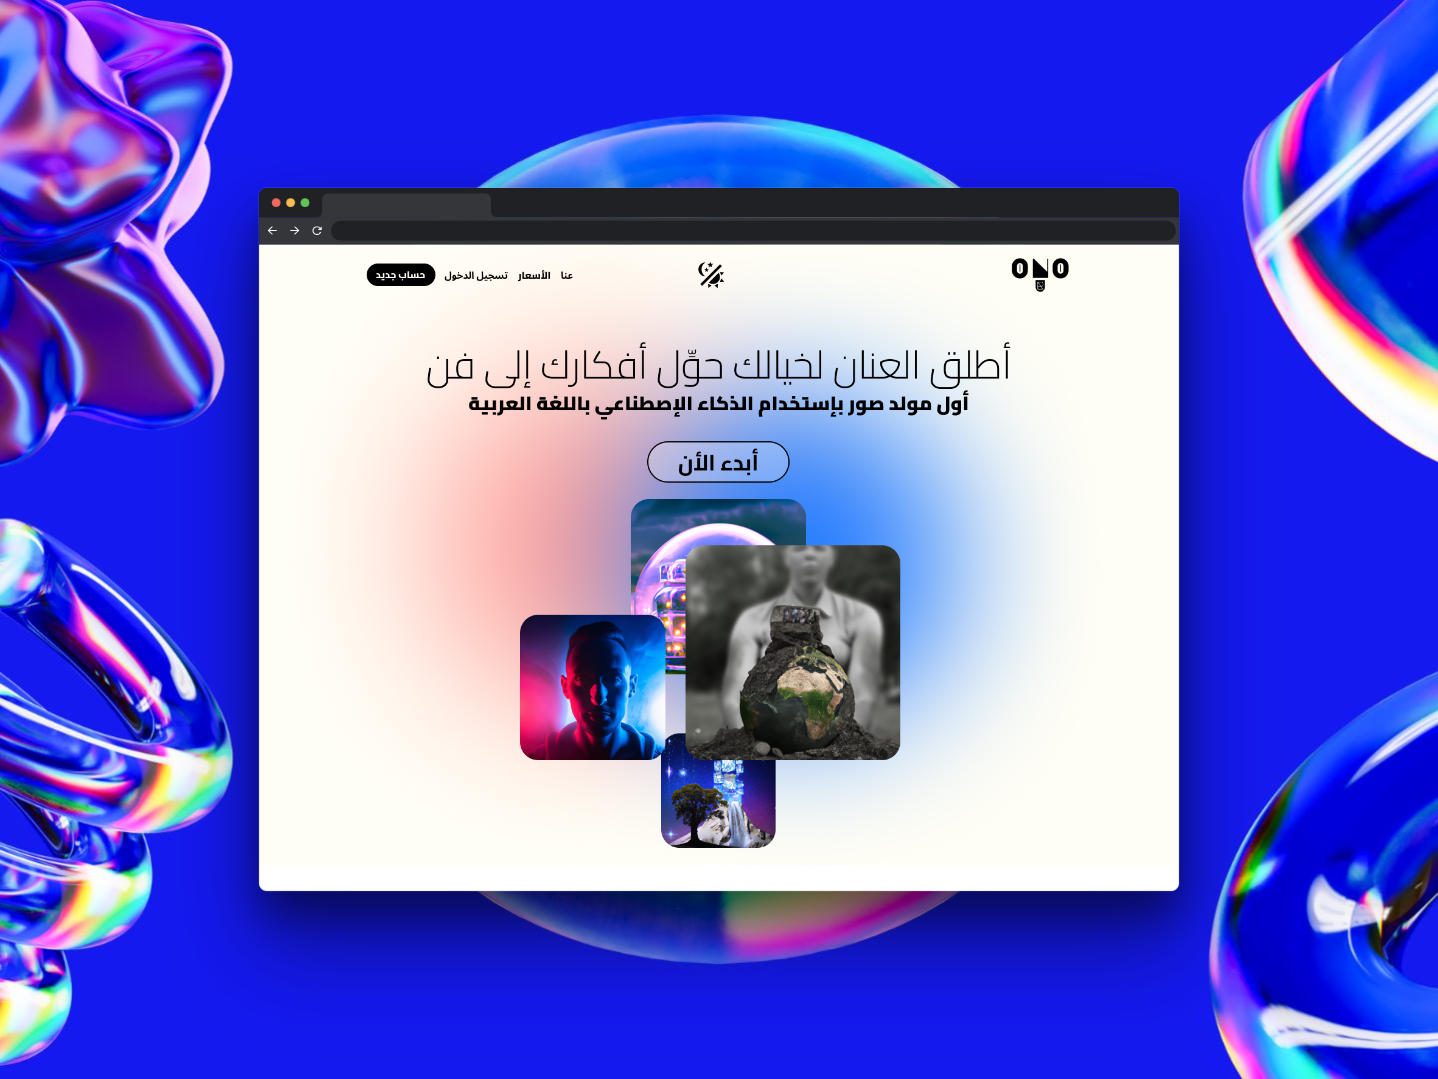 ONO
عنا
الأسعار
تسجيل الدخول
حساب جديد
أطلق العنان لخيالك حوِّل أفكارك إلى فن
أول مولد صور بإستخدام الذكاء الإصطناعي باللغة العربية
أبدء الأن